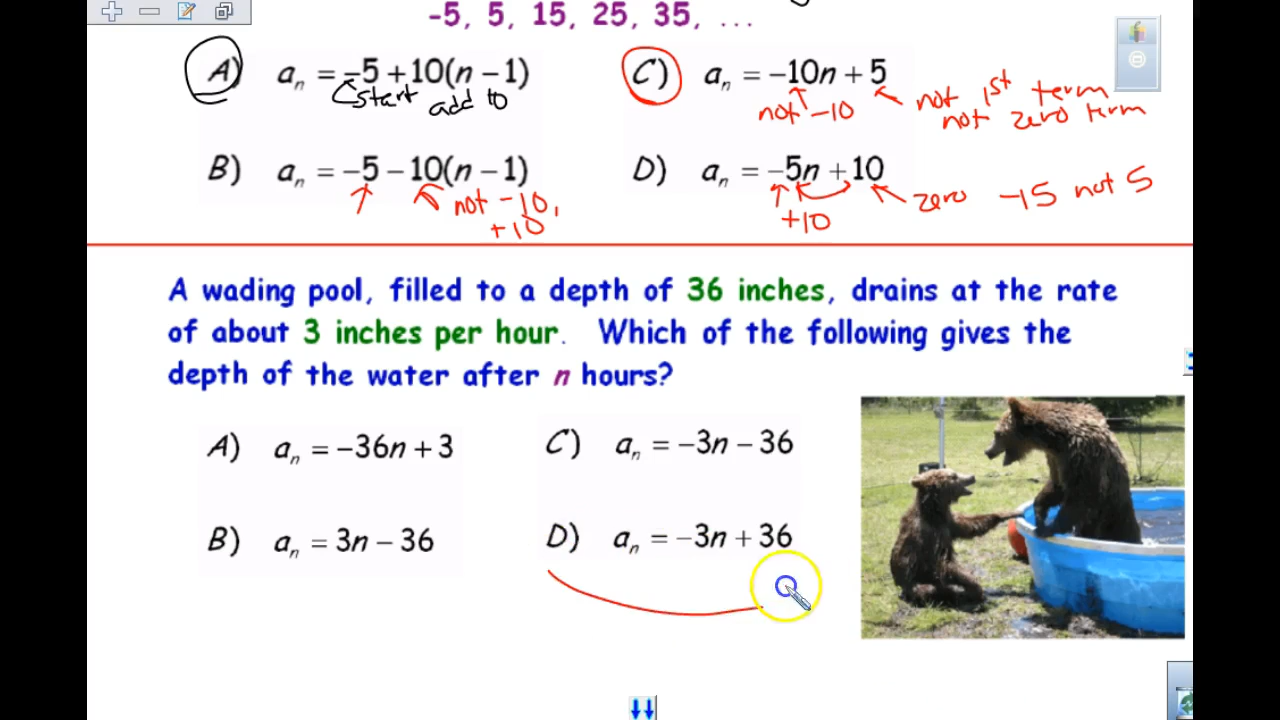 -5, 5, 15, 25, 35, ...
A) aₙ = -5 + 10(n - 1)
start add to
C) aₙ = -10n + 5
not -10
not 1st term
not zero term
B) aₙ = -5 - 10(n - 1)
not -10,
+10
D) aₙ = -5n + 10
+10
zero -15 not 5
A wading pool, filled to a depth of 36 inches, drains at the rate
of about 3 inches per hour. Which of the following gives the
depth of the water after n hours?
A) aₙ = -36n + 3
C) aₙ = -3n - 36
B) aₙ = 3n - 36
D) aₙ = -3n + 36